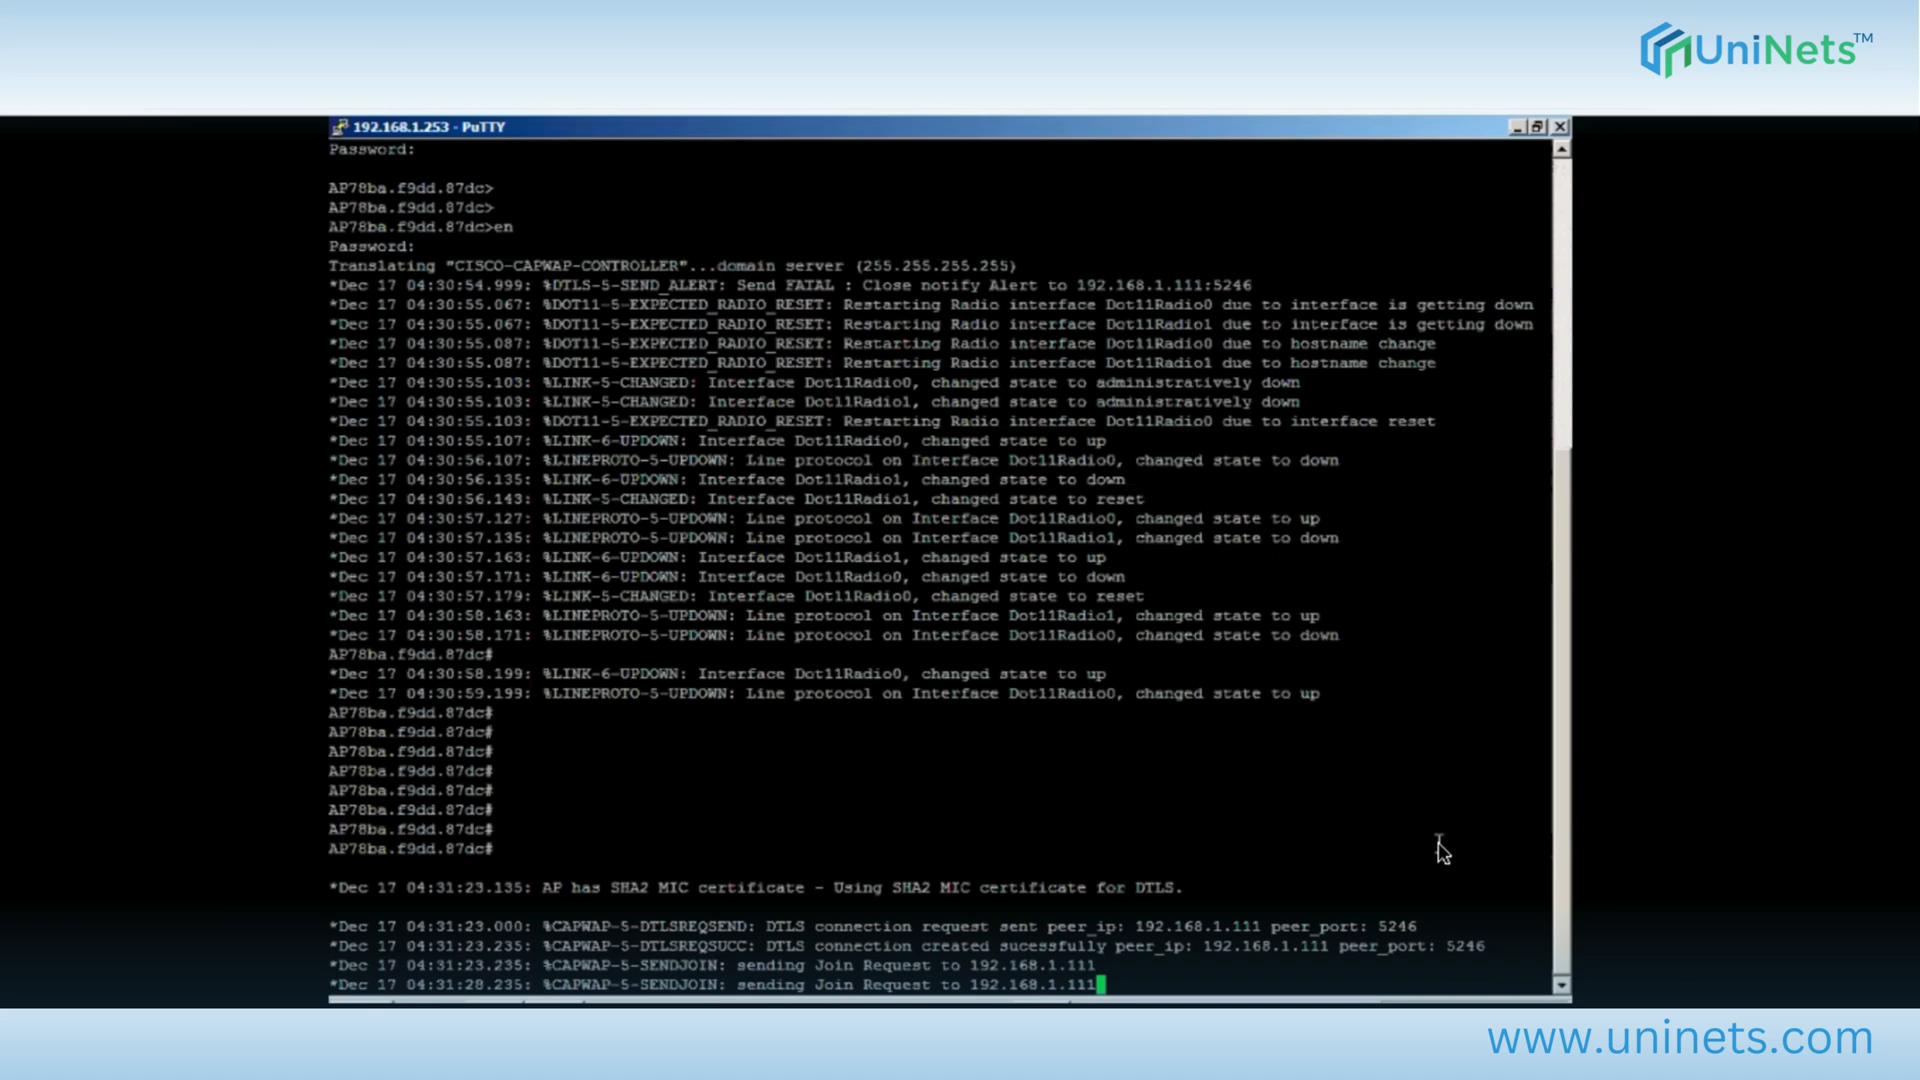 UniNets™
192.168.1.253 - PuTTY
Password:
AP78ba.f9dd.87dc>
AP78ba.f9dd.87dc>
AP78ba.f9dd.87dc>en
Password:
Translating "CISCO-CAPWAP-CONTROLLER"...domain server (255.255.255.255)
*Dec 17 04:30:54.999: %DTLS-5-SEND_ALERT: Send FATAL : Close notify Alert to 192.168.1.111:5246
*Dec 17 04:30:55.067: %DOT11-5-EXPECTED_RADIO_RESET: Restarting Radio interface Dot11Radio0 due to interface is getting down
*Dec 17 04:30:55.067: %DOT11-5-EXPECTED_RADIO_RESET: Restarting Radio interface Dot11Radio1 due to interface is getting down
*Dec 17 04:30:55.087: %DOT11-5-EXPECTED_RADIO_RESET: Restarting Radio interface Dot11Radio0 due to hostname change
*Dec 17 04:30:55.087: %DOT11-5-EXPECTED_RADIO_RESET: Restarting Radio interface Dot11Radio1 due to hostname change
*Dec 17 04:30:55.103: %LINK-5-CHANGED: Interface Dot11Radio0, changed state to administratively down
*Dec 17 04:30:55.103: %LINK-5-CHANGED: Interface Dot11Radio1, changed state to administratively down
*Dec 17 04:30:55.103: %DOT11-5-EXPECTED_RADIO_RESET: Restarting Radio interface Dot11Radio0 due to interface reset
*Dec 17 04:30:55.107: %LINK-6-UPDOWN: Interface Dot11Radio0, changed state to up
*Dec 17 04:30:56.107: %LINEPROTO-5-UPDOWN: Line protocol on Interface Dot11Radio0, changed state to down
*Dec 17 04:30:56.135: %LINK-6-UPDOWN: Interface Dot11Radio1, changed state to down
*Dec 17 04:30:56.143: %LINK-5-CHANGED: Interface Dot11Radio1, changed state to reset
*Dec 17 04:30:57.127: %LINEPROTO-5-UPDOWN: Line protocol on Interface Dot11Radio0, changed state to up
*Dec 17 04:30:57.135: %LINEPROTO-5-UPDOWN: Line protocol on Interface Dot11Radio1, changed state to down
*Dec 17 04:30:57.163: %LINK-6-UPDOWN: Interface Dot11Radio1, changed state to up
*Dec 17 04:30:57.171: %LINK-6-UPDOWN: Interface Dot11Radio0, changed state to down
*Dec 17 04:30:57.179: %LINK-5-CHANGED: Interface Dot11Radio0, changed state to reset
*Dec 17 04:30:58.163: %LINEPROTO-5-UPDOWN: Line protocol on Interface Dot11Radio1, changed state to up
*Dec 17 04:30:58.171: %LINEPROTO-5-UPDOWN: Line protocol on Interface Dot11Radio0, changed state to down
AP78ba.f9dd.87dc#
*Dec 17 04:30:58.199: %LINK-6-UPDOWN: Interface Dot11Radio0, changed state to up
*Dec 17 04:30:59.199: %LINEPROTO-5-UPDOWN: Line protocol on Interface Dot11Radio0, changed state to up
AP78ba.f9dd.87dc#
AP78ba.f9dd.87dc#
AP78ba.f9dd.87dc#
AP78ba.f9dd.87dc#
AP78ba.f9dd.87dc#
AP78ba.f9dd.87dc#
AP78ba.f9dd.87dc#
AP78ba.f9dd.87dc#
*Dec 17 04:31:23.135: AP has SHA2 MIC certificate - Using SHA2 MIC certificate for DTLS.
*Dec 17 04:31:23.000: %CAPWAP-5-DTLSREQSEND: DTLS connection request sent peer_ip: 192.168.1.111 peer_port: 5246
*Dec 17 04:31:23.235: %CAPWAP-5-DTLSREQSUCC: DTLS connection created sucessfully peer_ip: 192.168.1.111 peer_port: 5246
*Dec 17 04:31:23.235: %CAPWAP-5-SENDJOIN: sending Join Request to 192.168.1.111
*Dec 17 04:31:28.235: %CAPWAP-5-SENDJOIN: sending Join Request to 192.168.1.111
www.uninets.com